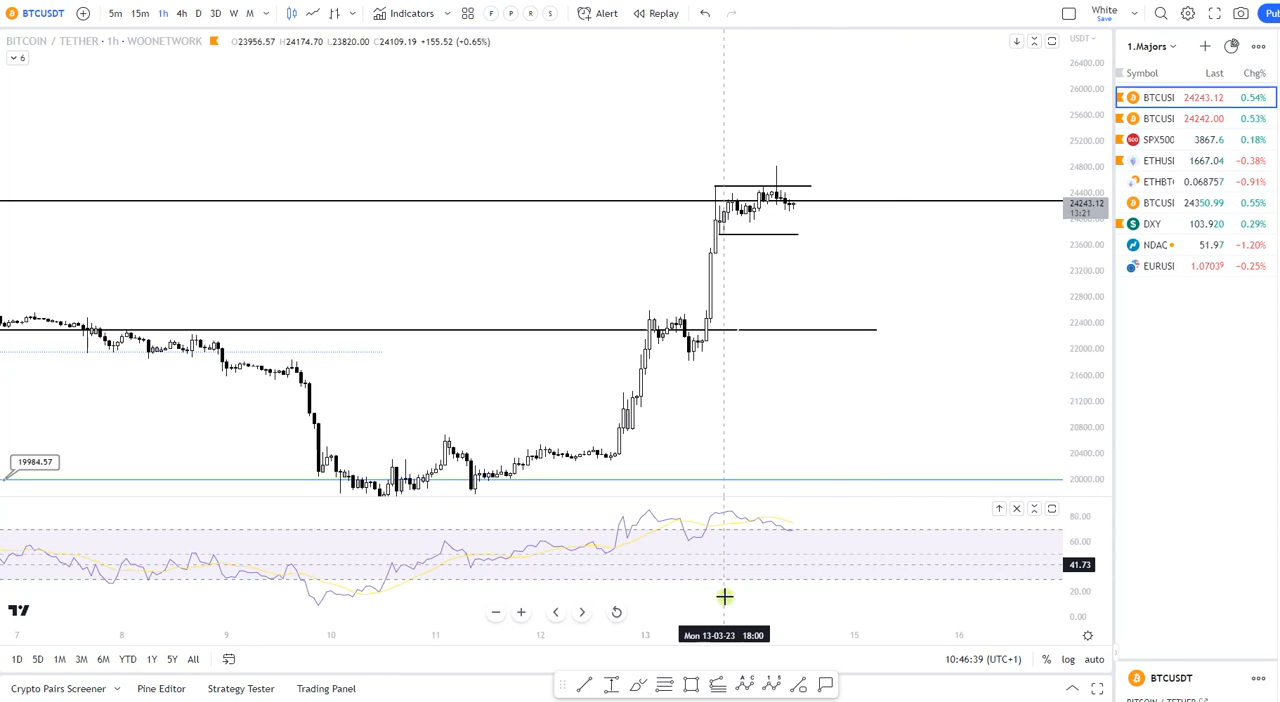 BTCUSDT 5m 15m 1h 4h D 3D W M Indicators F P R S Alert Replay White Save Pu
BITCOIN / TETHER · 1h · WOONETWORK O23956.57 H24174.70 L23820.00 C24109.19 +155.52 (+0.65%)
6
USDT
26400.00
26000.00
25600.00
25200.00
24800.00
24400.00
24243.12
13:21
23600.00
23200.00
22800.00
22400.00
22000.00
21600.00
21200.00
20800.00
20400.00
20000.00
19984.57
80.00
60.00
41.73
20.00
0.00
7 8 9 10 11 12 13 Mon 13-03-23 18:00 15 16
1D 5D 1M 3M 6M YTD 1Y 5Y All 10:46:39 (UTC+1) % log auto
Crypto Pairs Screener Pine Editor Strategy Tester Trading Panel
1.Majors
Symbol Last Chg%
BTCUSI 24243.12 0.54%
BTCUSI 24242.00 0.53%
SPX500 3867.6 0.18%
ETHUSI 1667.04 −0.38%
ETHBT 0.068757 −0.91%
BTCUSI 24350.99 0.55%
DXY 103.920 0.29%
NDAC 51.97 −1.20%
EURUSI 1.07039 −0.25%
BTCUSDT